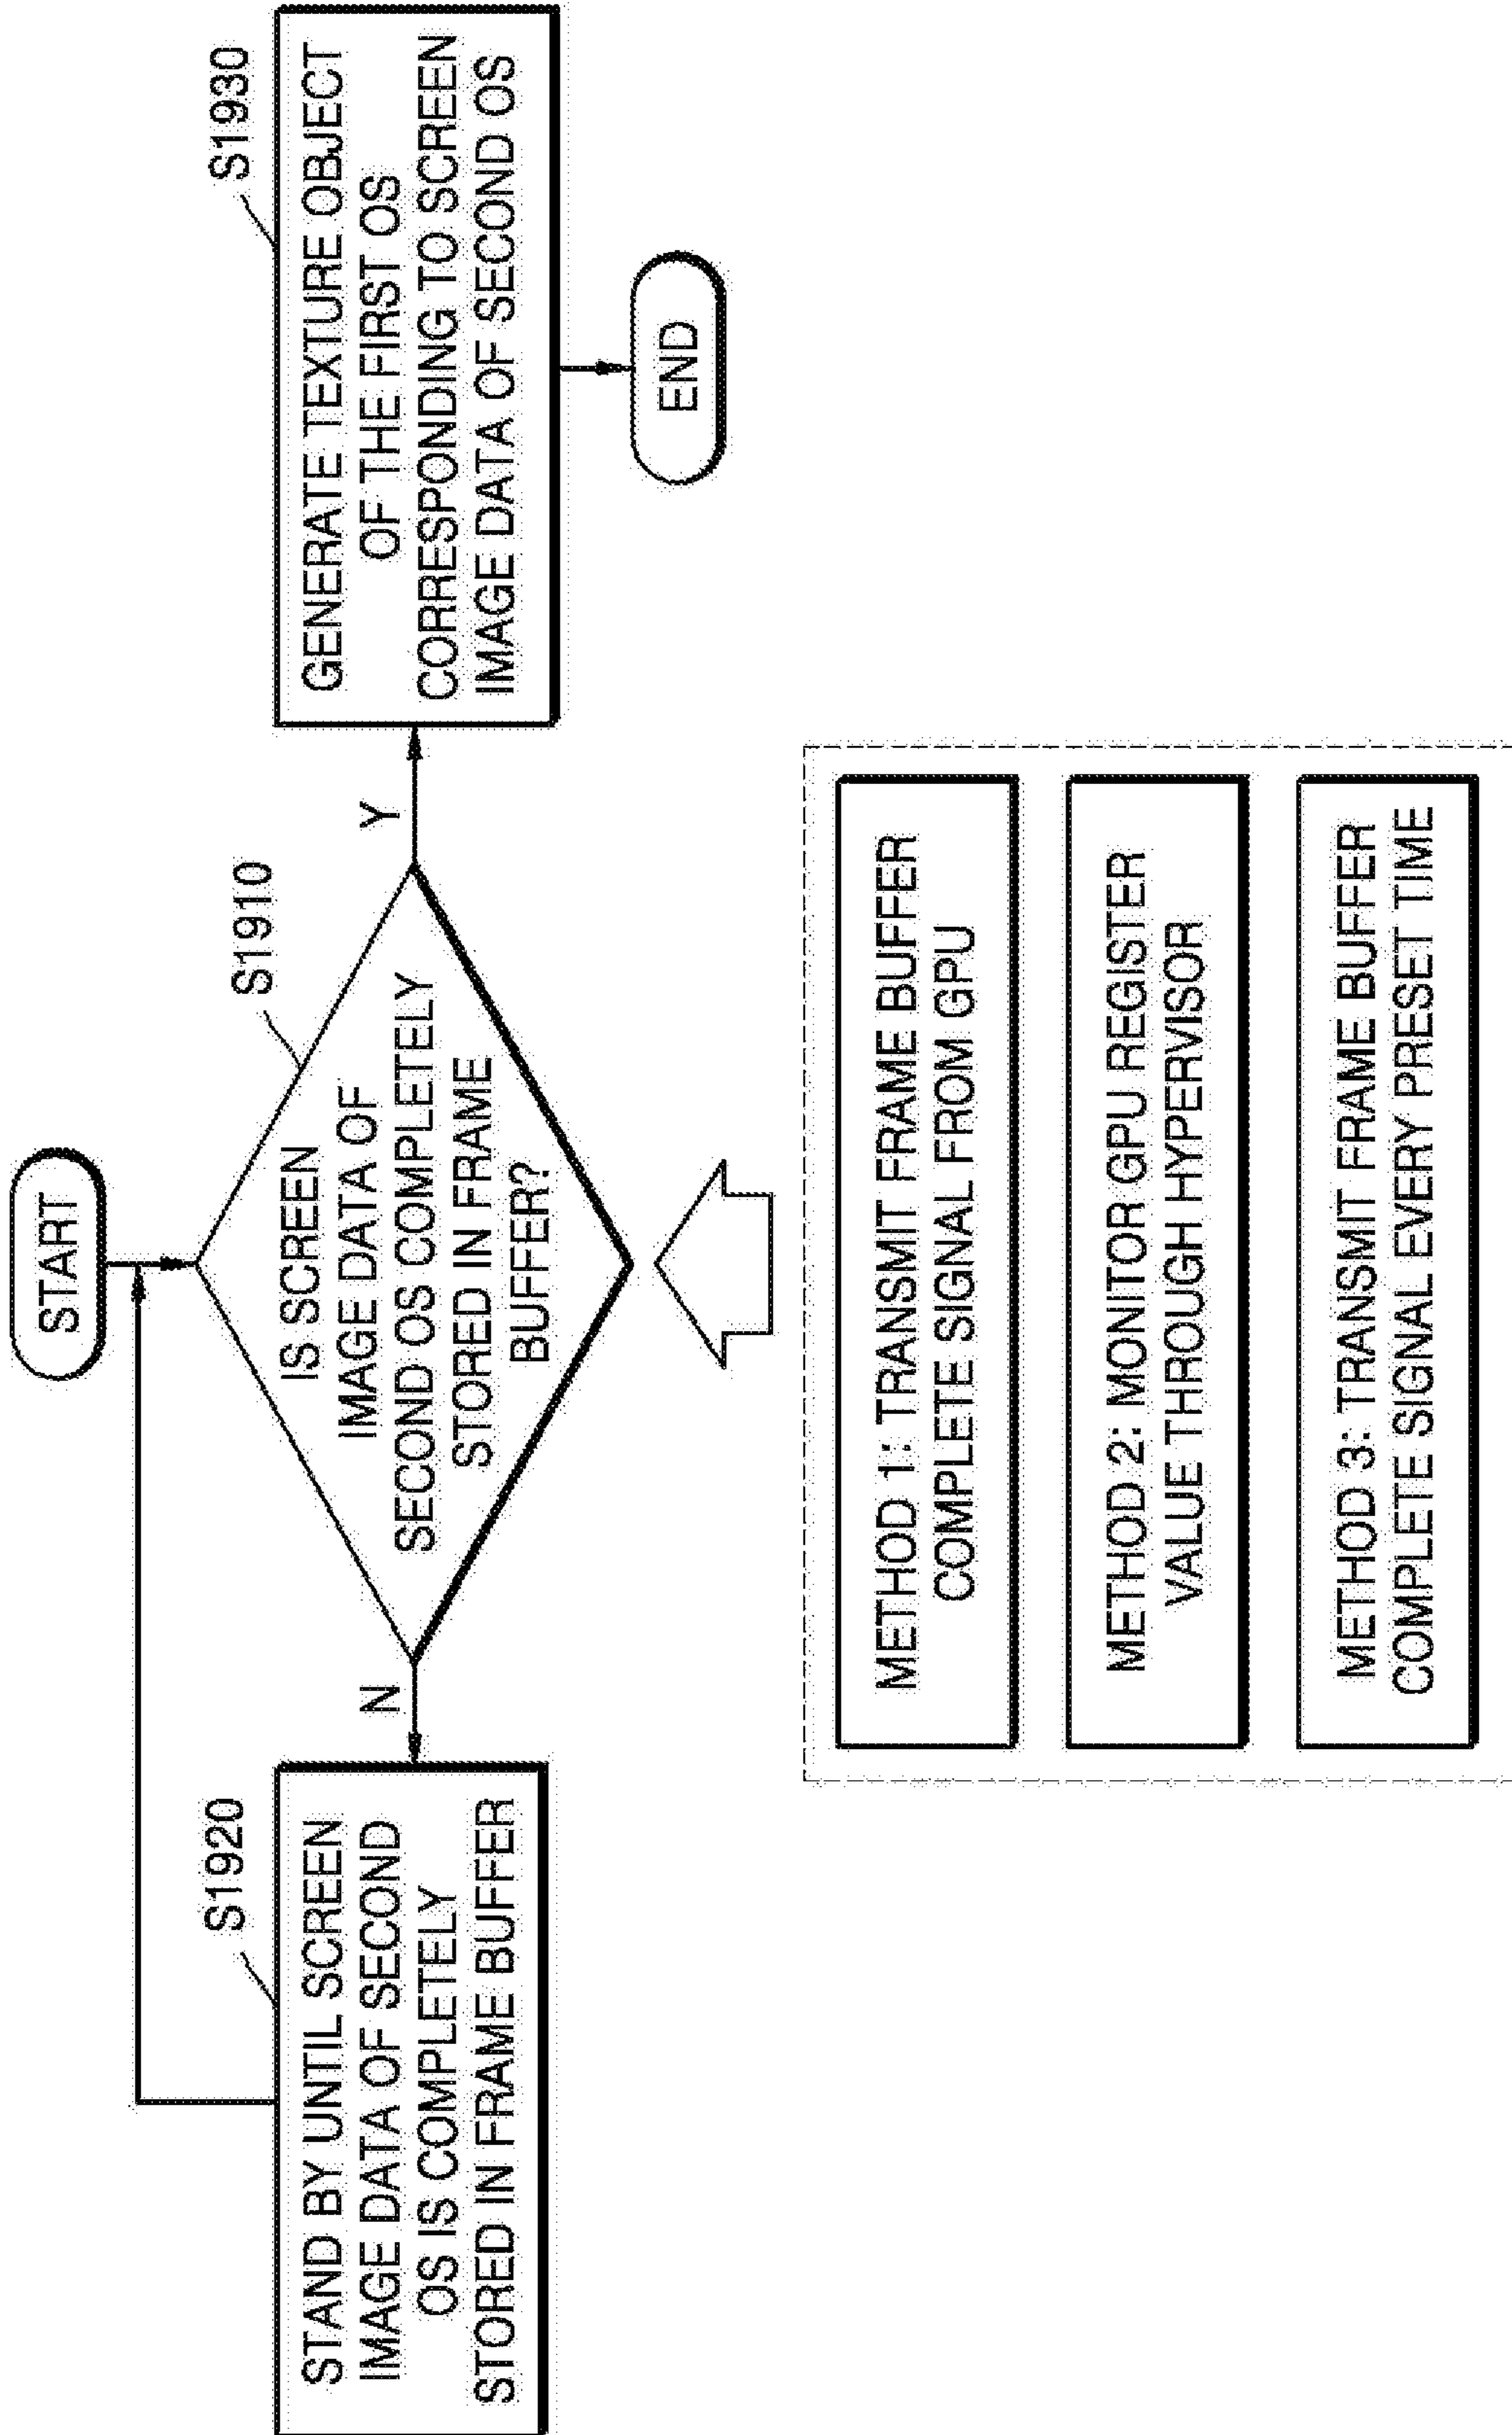 START
S1910
IS SCREEN
IMAGE DATA OF
SECOND OS COMPLETELY
STORED IN FRAME
BUFFER?
N
Y
S1920
STAND BY UNTIL SCREEN
IMAGE DATA OF SECOND
OS IS COMPLETELY
STORED IN FRAME BUFFER
S1930
GENERATE TEXTURE OBJECT
OF THE FIRST OS
CORRESPONDING TO SCREEN
IMAGE DATA OF SECOND OS
END
METHOD 1: TRANSMIT FRAME BUFFER
COMPLETE SIGNAL FROM GPU
METHOD 2: MONITOR GPU REGISTER
VALUE THROUGH HYPERVISOR
METHOD 3: TRANSMIT FRAME BUFFER
COMPLETE SIGNAL EVERY PRESET TIME